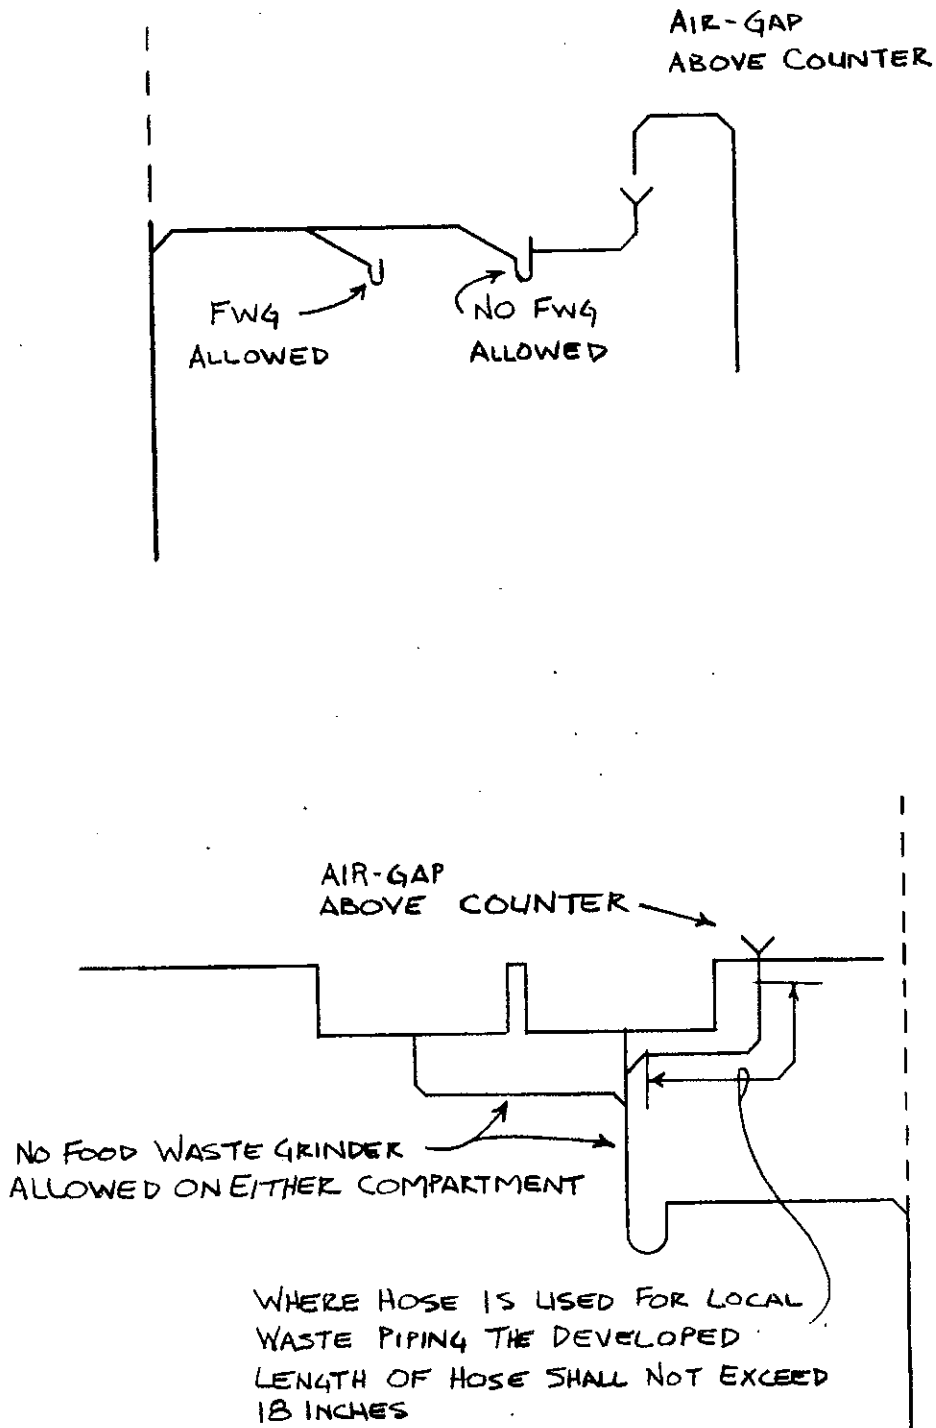 AIR-GAP
ABOVE COUNTER
FWG
ALLOWED
NO FWG
ALLOWED
AIR-GAP
ABOVE COUNTER
NO FOOD WASTE GRINDER
ALLOWED ON EITHER COMPARTMENT
WHERE HOSE IS USED FOR LOCAL
WASTE PIPING THE DEVELOPED
LENGTH OF HOSE SHALL NOT EXCEED
18 INCHES